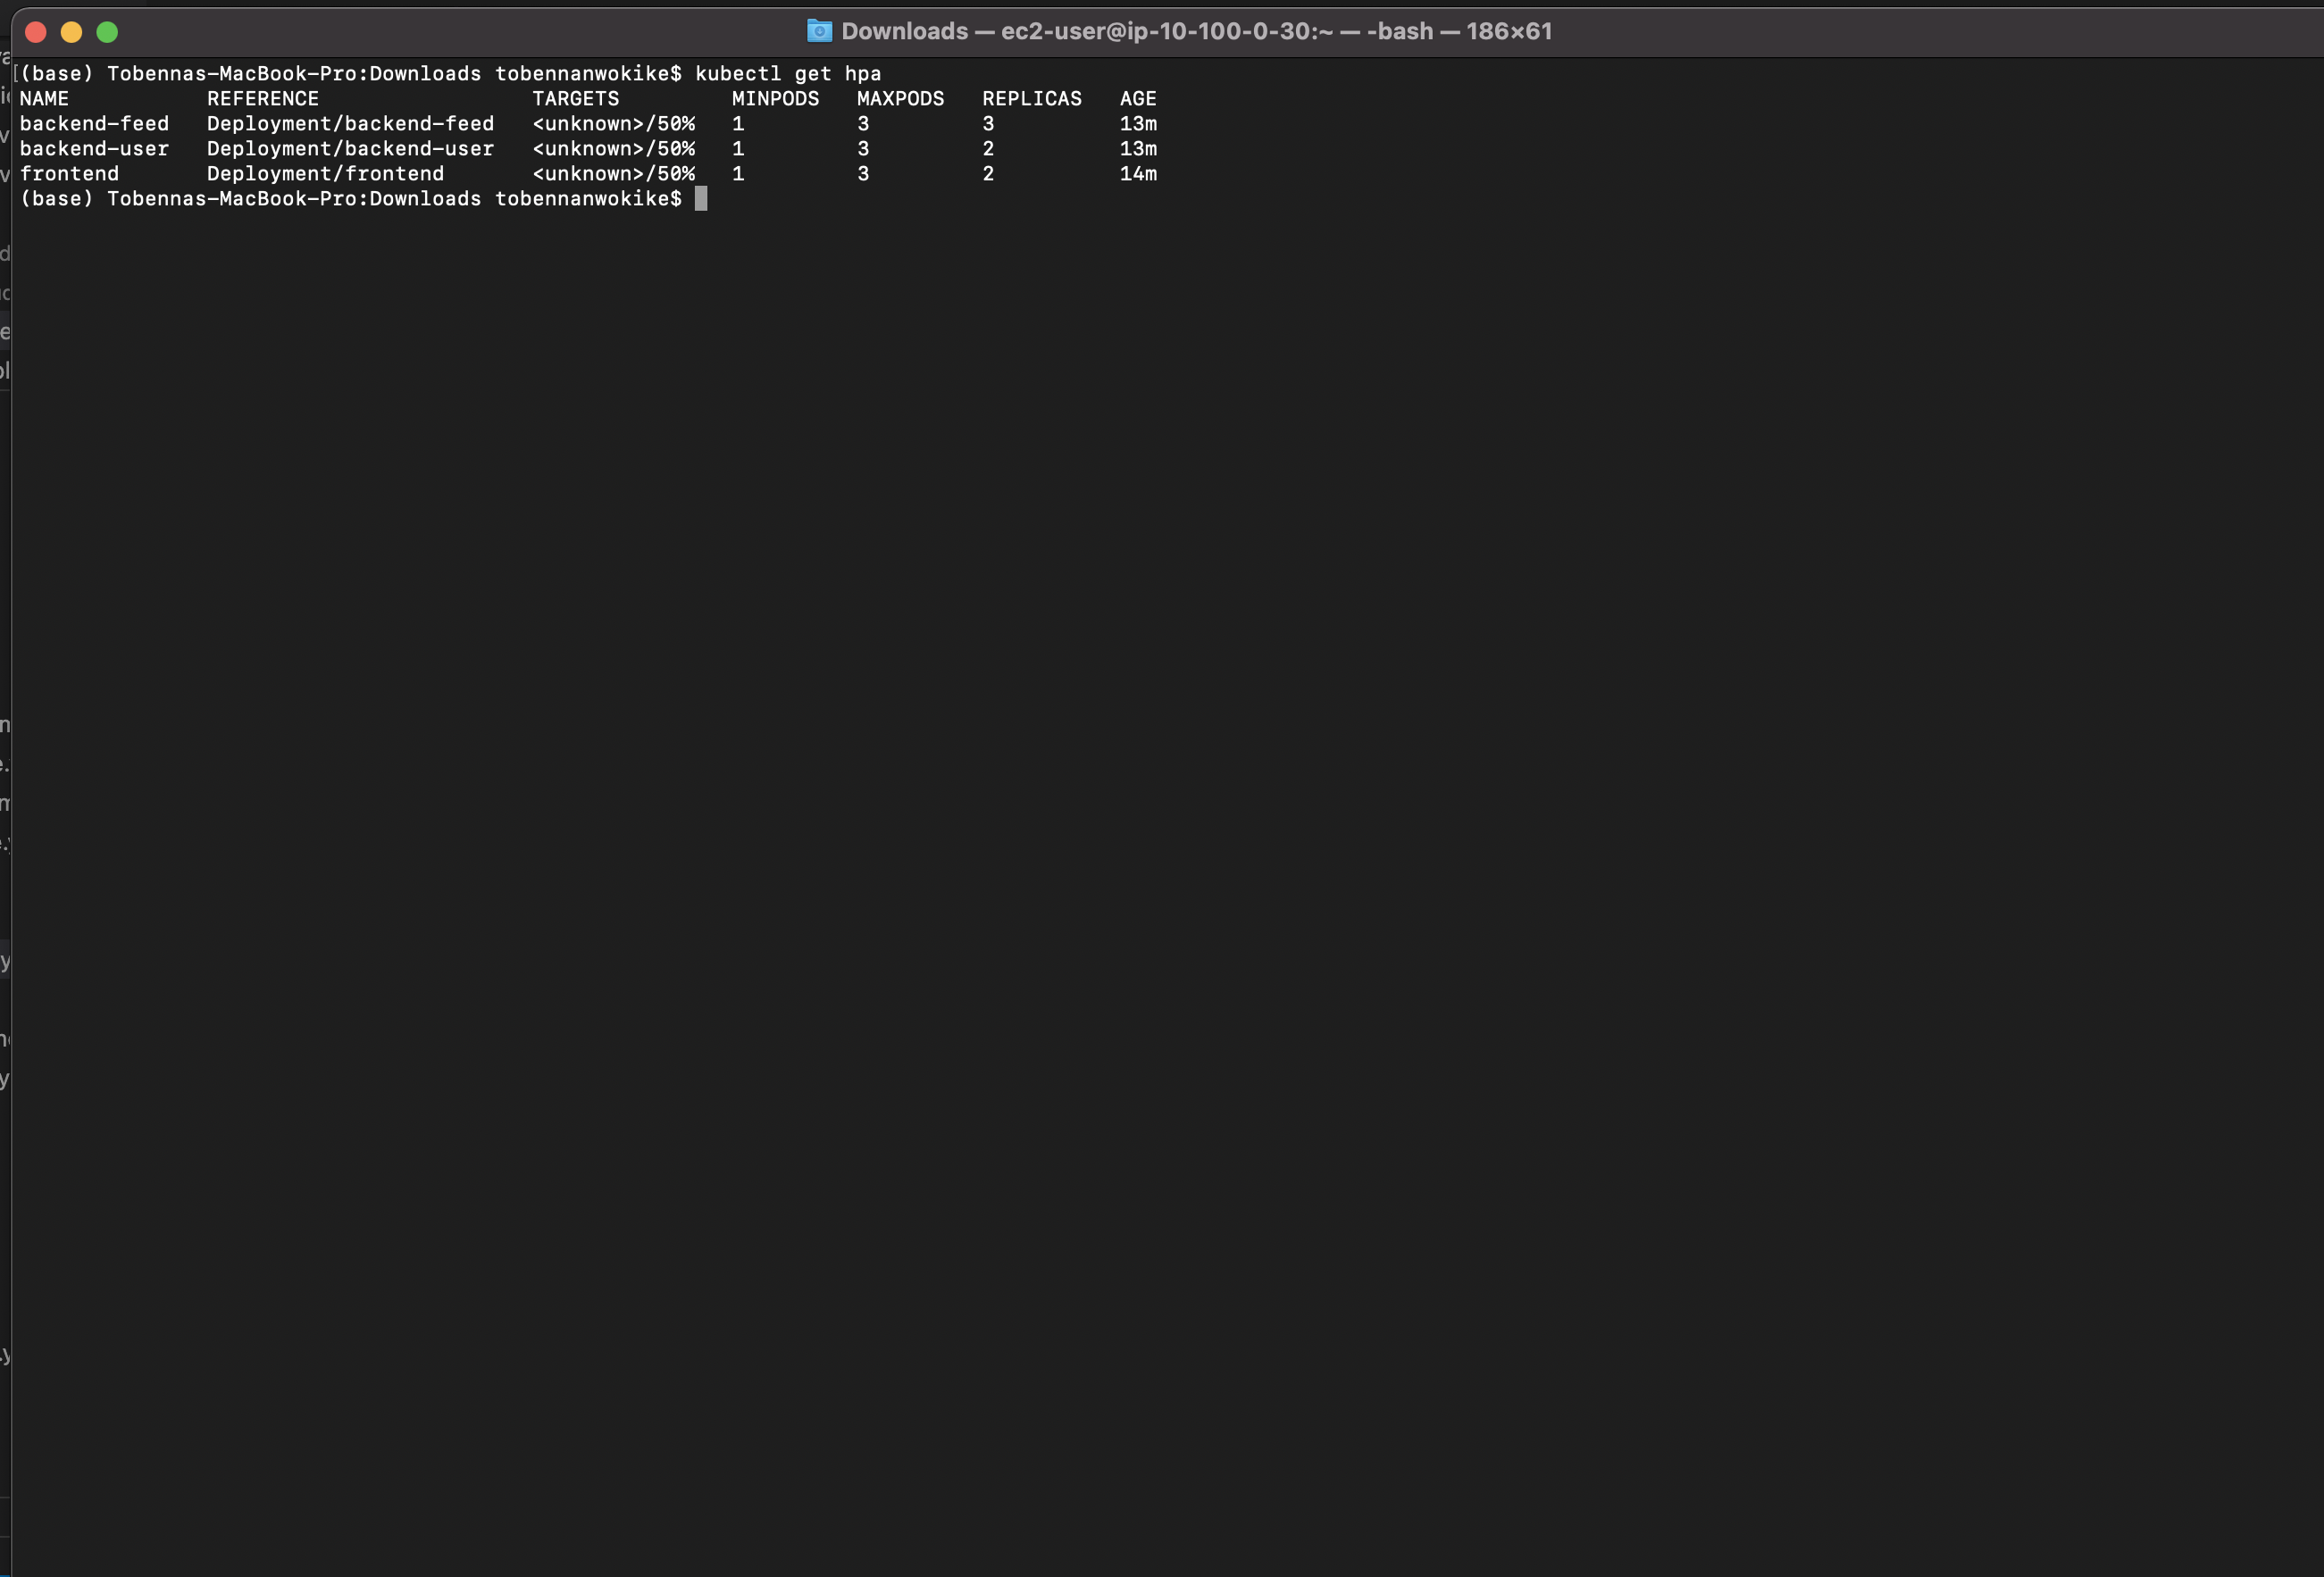 Downloads — ec2-user@ip-10-100-0-30:~ — -bash — 186×61
[(base) Tobennas-MacBook-Pro:Downloads tobennanwokike$ kubectl get hpa
NAME REFERENCE TARGETS MINPODS MAXPODS REPLICAS AGE
backend-feed Deployment/backend-feed <unknown>/50% 1 3 3 13m
backend-user Deployment/backend-user <unknown>/50% 1 3 2 13m
frontend Deployment/frontend <unknown>/50% 1 3 2 14m
(base) Tobennas-MacBook-Pro:Downloads tobennanwokike$